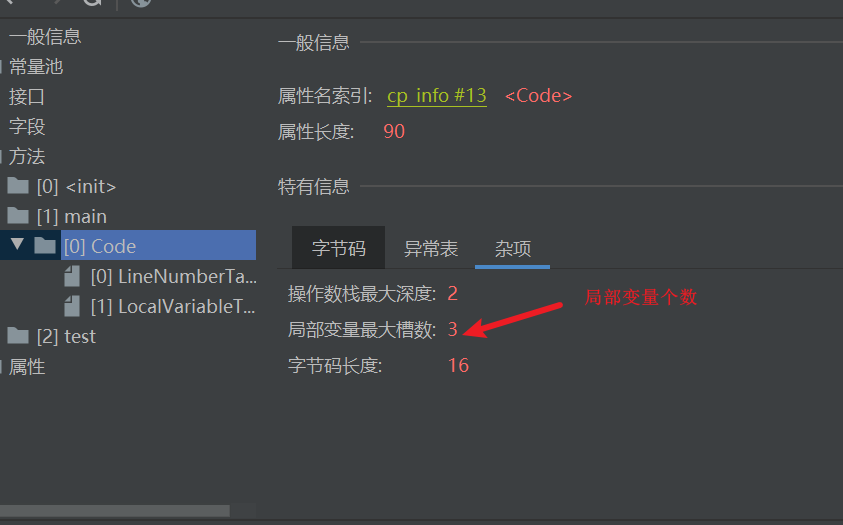 一般信息
常量池
接口
字段
方法
[0] <init>
[1] main
[0] Code
[0] LineNumberTa...
[1] LocalVariableT...
[2] test
属性
一般信息
属性名索引: cp_info #13 <Code>
属性长度: 90
特有信息
字节码 异常表 杂项
操作数栈最大深度: 2
局部变量最大槽数: 3
局部变量个数
字节码长度: 16